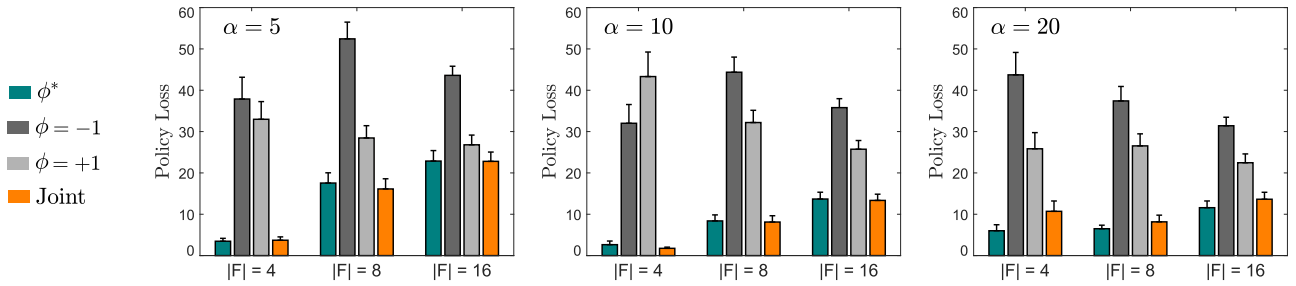 ϕ*
ϕ = −1
ϕ = +1
Joint
Policy Loss
60
50
40
30
20
10
0
α = 5
|F| = 4
|F| = 8
|F| = 16
Policy Loss
60
50
40
30
20
10
0
α = 10
|F| = 4
|F| = 8
|F| = 16
Policy Loss
60
50
40
30
20
10
0
α = 20
|F| = 4
|F| = 8
|F| = 16